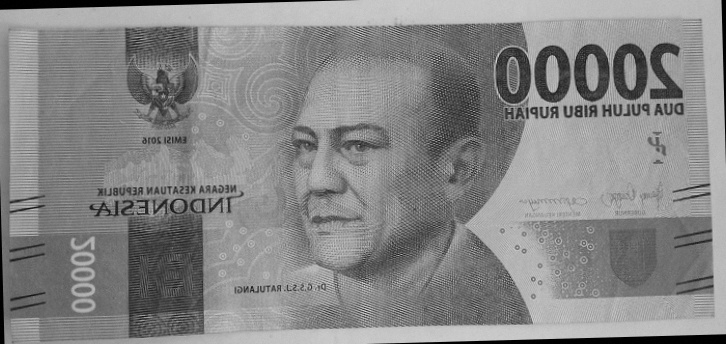 20000
DUA PULUH RIBU RUPIAH
EMISI 2016
NEGARA KESATUAN REPUBLIK
INDONESIA
GUBERNUR
MENTERI KEUANGAN
20000
Dr. G.S.S.J. RATULANGI